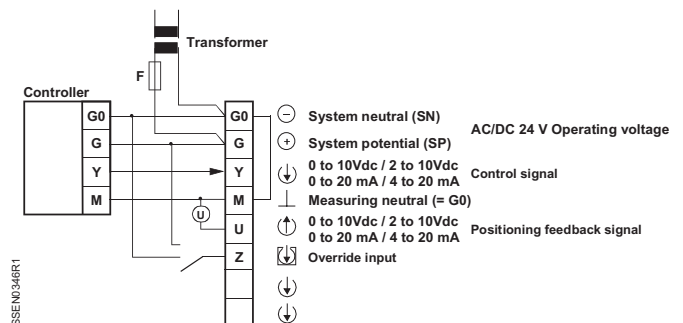 Transformer
F
Controller
G0
G
Y
M
G0
G
Y
M
U
Z
U
System neutral (SN)
System potential (SP)
AC/DC 24 V Operating voltage
0 to 10Vdc / 2 to 10Vdc
0 to 20 mA / 4 to 20 mA
Control signal
Measuring neutral (= G0)
0 to 10Vdc / 2 to 10Vdc
0 to 20 mA / 4 to 20 mA
Positioning feedback signal
Override input